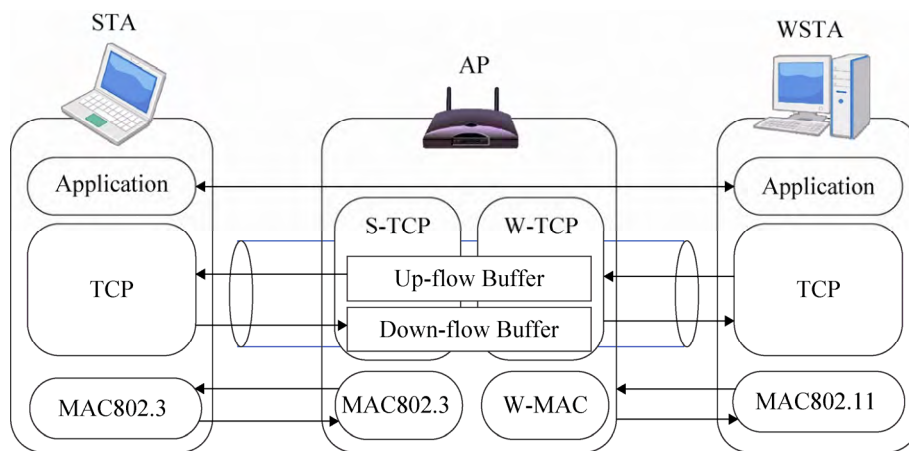 STA
AP
WSTA
Application
Application
S-TCP
W-TCP
TCP
Up-flow Buffer
TCP
Down-flow Buffer
MAC802.3
MAC802.3
W-MAC
MAC802.11